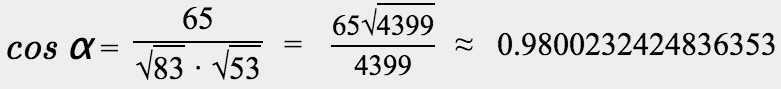 cos α = 65 / (√83 · √53) = 65√4399 / 4399 ≈ 0.9800232424836353